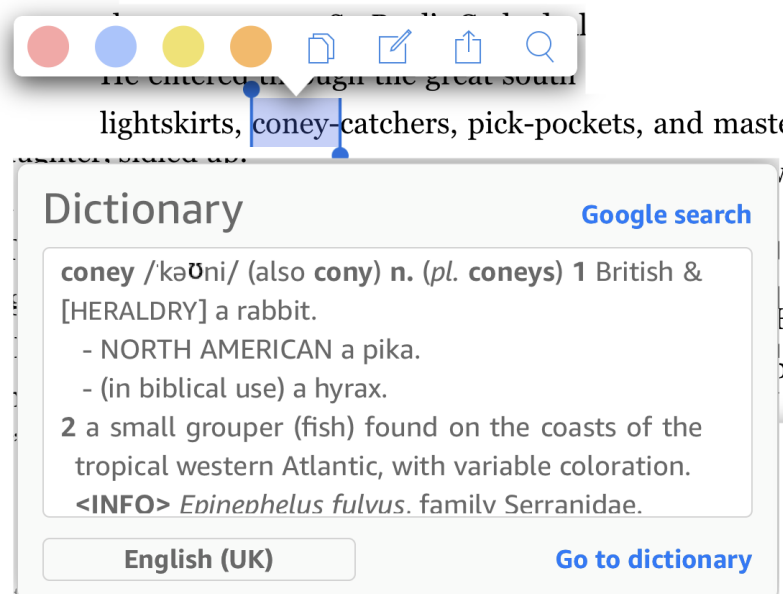 He entered through the great south
lightskirts, coney-catchers, pick-pockets, and maste
sidled up.
Dictionary
Google search
coney /ˈkəʊni/ (also cony) n. (pl. coneys) 1 British &
[HERALDRY] a rabbit.
- NORTH AMERICAN a pika.
- (in biblical use) a hyrax.
2 a small grouper (fish) found on the coasts of the
tropical western Atlantic, with variable coloration.
<INFO> Epinephelus fulvus, family Serranidae.
English (UK)
Go to dictionary